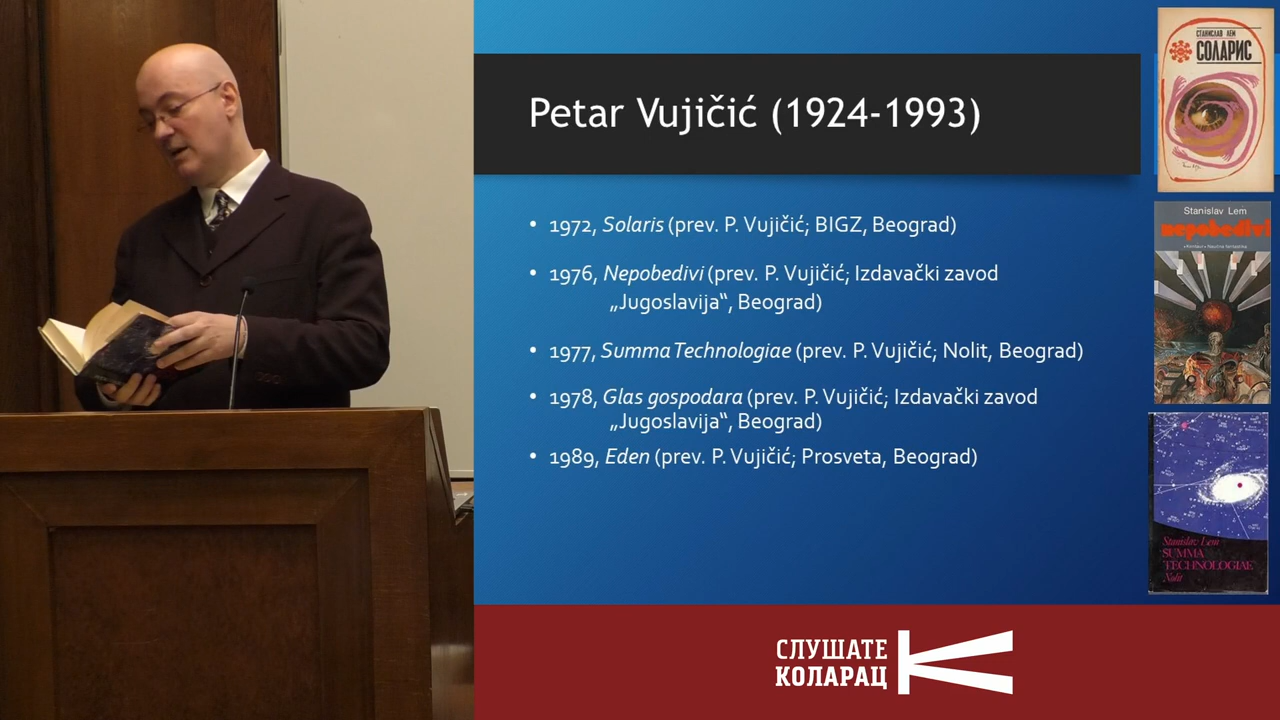 Petar Vujičić (1924-1993)
• 1972, Solaris (prev. P. Vujičić; BIGZ, Beograd)
• 1976, Nepobedivi (prev. P. Vujičić; Izdavački zavod
„Jugoslavija“, Beograd)
• 1977, Summa Technologiae (prev. P. Vujičić; Nolit, Beograd)
• 1978, Glas gospodara (prev. P. Vujičić; Izdavački zavod
„Jugoslavija“, Beograd)
• 1989, Eden (prev. P. Vujičić; Prosveta, Beograd)
СТАНИСЛАВ ЛЕМ
СОЛАРИС
Stanislav Lem
nepobedivi
Stanislav Lem
SUMMA
TECHNOLOGIAE
Nolit
СЛУШАТЕ
КОЛАРАЦ